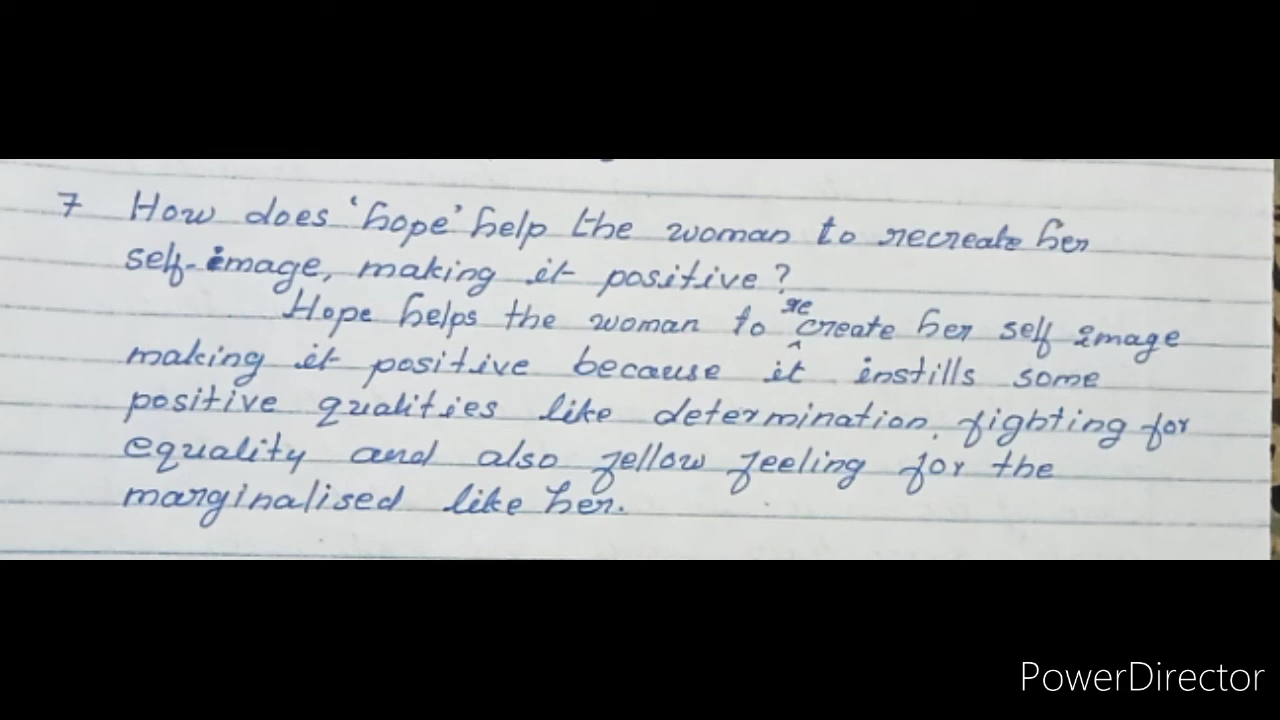 7 How does 'hope' help the woman to recreate her
self-image, making it positive?
Hope helps the woman to recreate her self image
making it positive because it instills some
positive qualities like determination, fighting for
equality and also fellow feeling for the
marginalised like her.
PowerDirector